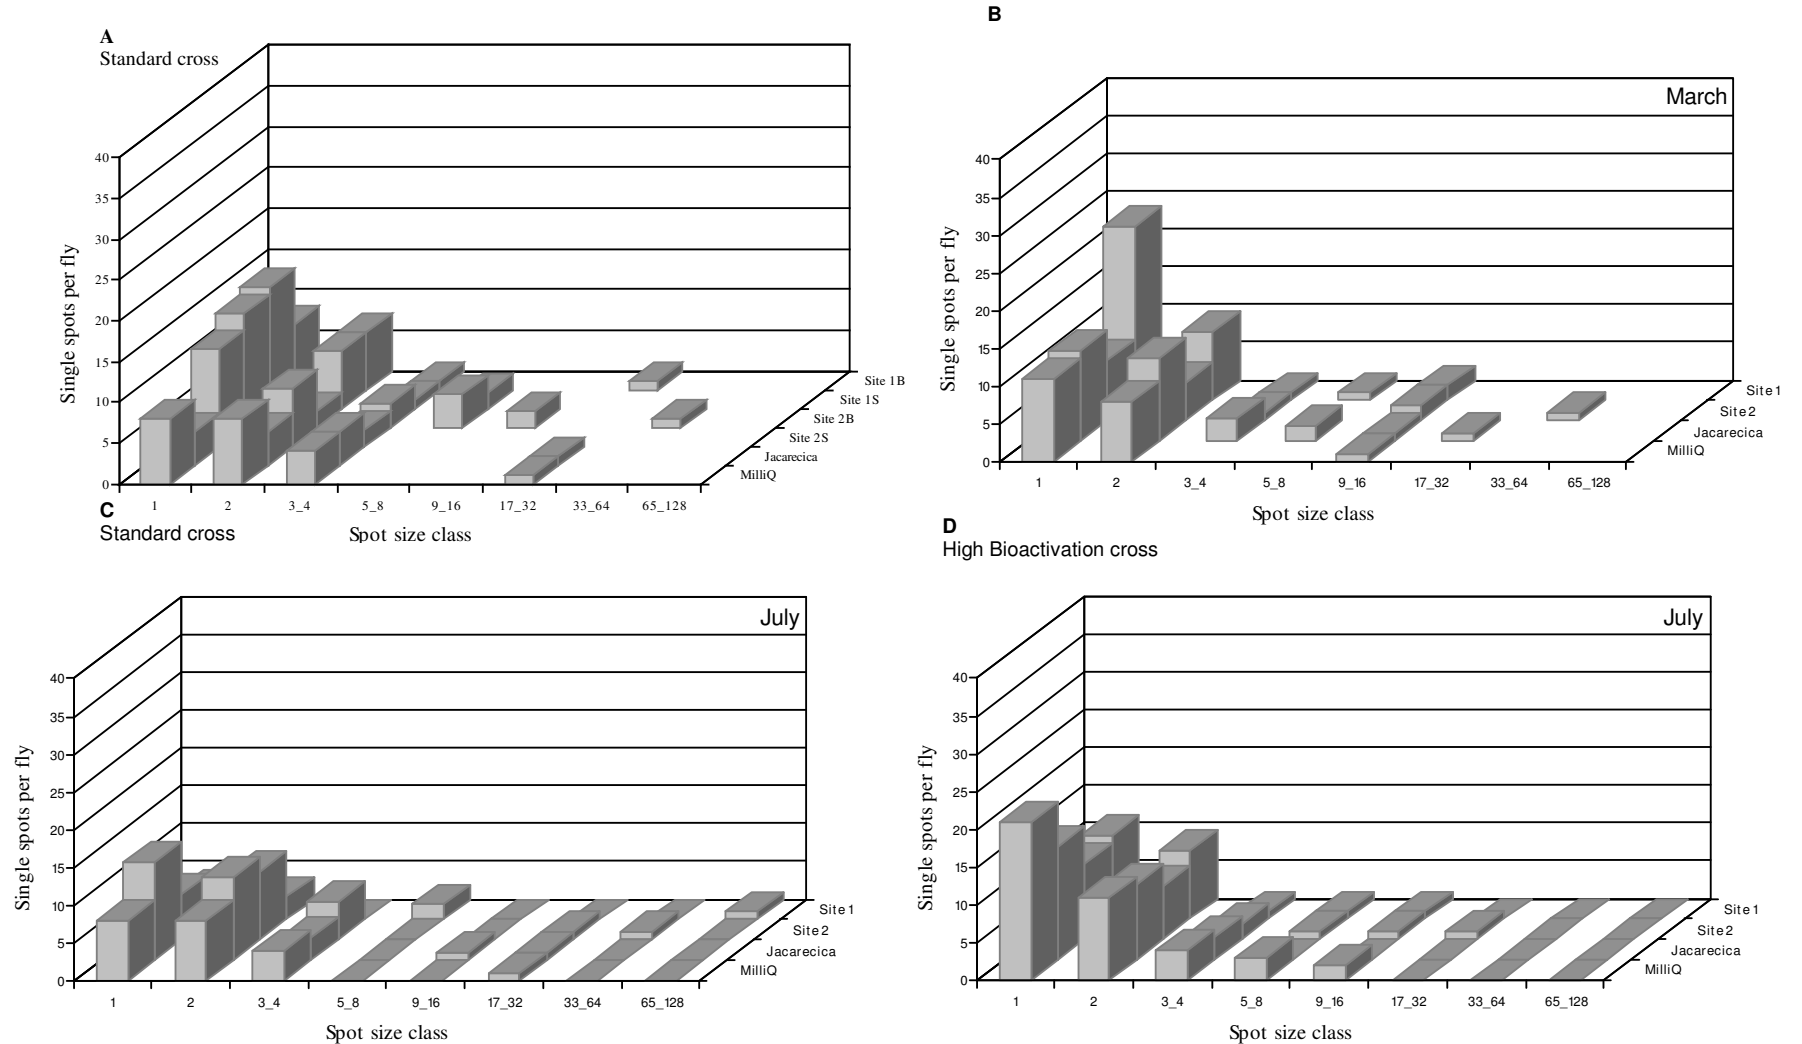 A
Standard cross
40
35
30
25
20
15
10
5
0
Single spots per fly
1 2 3_4 5_8 9_16 17_32 33_64 65_128
Spot size class
Site 1B
Site 1S
Site 2B
Site 2S
Jacarecica
MilliQ
B
March
40
35
30
25
20
15
10
5
0
Single spots per fly
1 2 3_4 5_8 9_16 17_32 33_64 65_128
Spot size class
Site 1
Site 2
Jacarecica
MilliQ
C
Standard cross
July
40
35
30
25
20
15
10
5
0
Single spots per fly
1 2 3_4 5_8 9_16 17_32 33_64 65_128
Spot size class
Site 1
Site 2
Jacarecica
MilliQ
D
High Bioactivation cross
July
40
35
30
25
20
15
10
5
0
Single spots per fly
1 2 3_4 5_8 9_16 17_32 33_64 65_128
Spot size class
Site 1
Site 2
Jacarecica
MilliQ